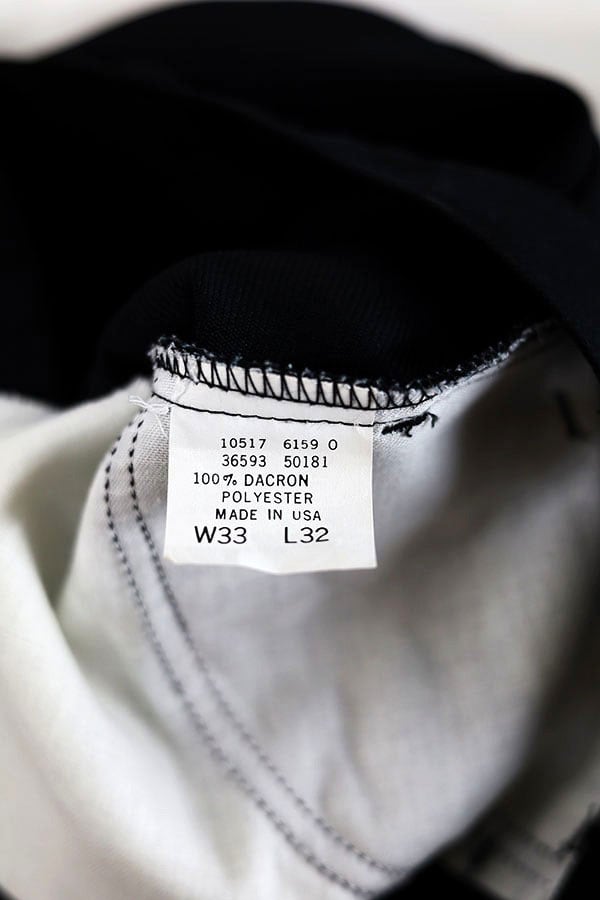 10517 6159 0
36593 50181
100% DACRON
POLYESTER
MADE IN USA
W33 L32